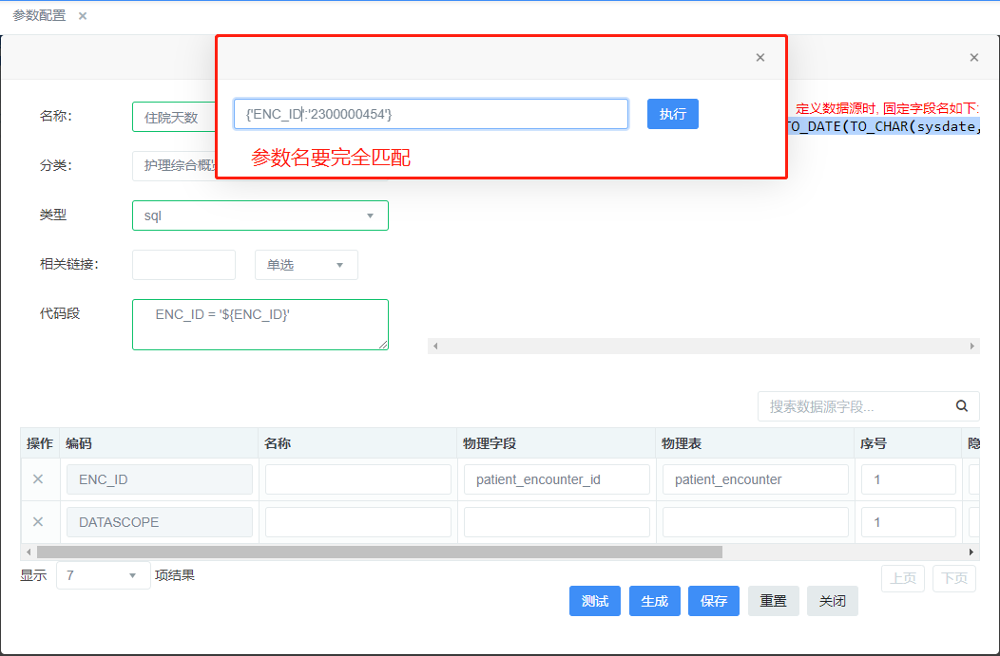 参数配置 ×
×
×
名称:
住院天数
{'ENC_ID':'2300000454'}
执行
定义数据源时, 固定字段名如下:
TO_DATE(TO_CHAR(sysdate,
参数名要完全匹配
分类:
护理综合概
类型
sql
相关链接:
单选
代码段
ENC_ID = '${ENC_ID}'
搜索数据源字段...
操作 编码 名称 物理字段 物理表 序号 隐
× ENC_ID patient_encounter_id patient_encounter 1
× DATASCOPE 1
显示 7 项结果
上页 下页
测试 生成 保存 重置 关闭